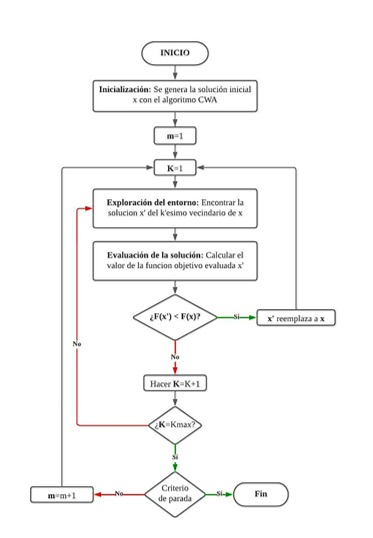 INICIO
Inicialización: Se genera la solución inicial
x con el algoritmo CWA
m=1
K=1
Exploración del entorno: Encontrar la
solucion x' del k'esimo vecindario de x
Evaluación de la solución: Calcular el
valor de la funcion objetivo evaluada x'
¿F(x') < F(x)?
Si
x' reemplaza a x
No
No
Hacer K=K+1
¿K=Kmax?
Si
Criterio
de parada
No
m=m+1
Si
Fin